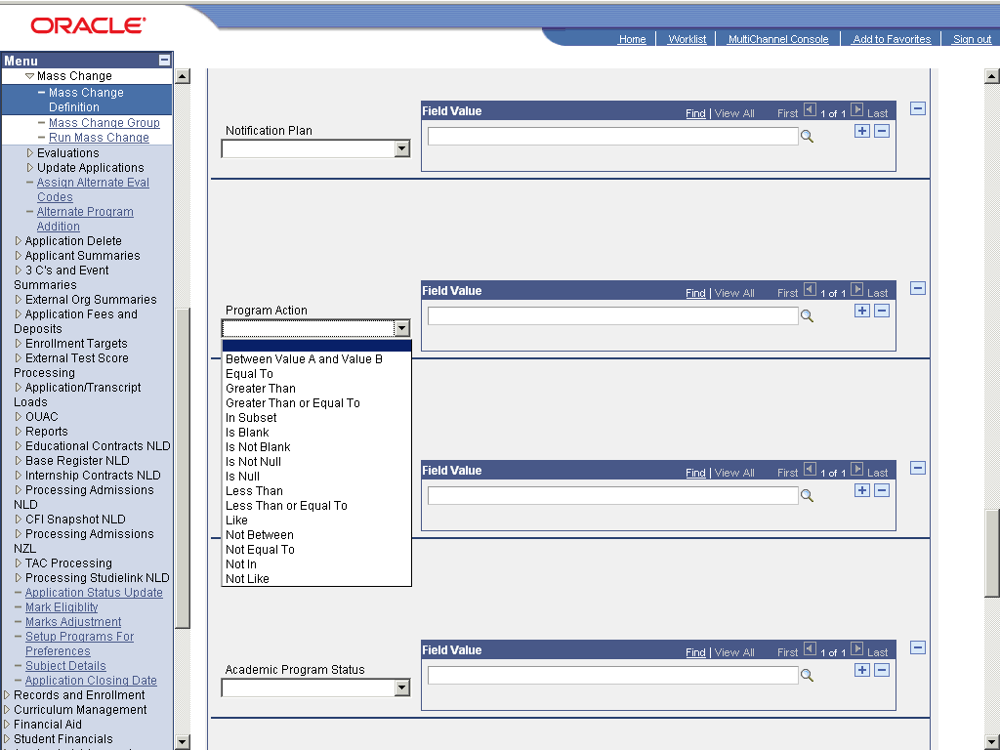 ORACLE®
Home
Worklist
MultiChannel Console
Add to Favorites
Sign out
Menu
Mass Change
Mass Change
Definition
Mass Change Group
Run Mass Change
Evaluations
Update Applications
Assign Alternate Eval
Codes
Alternate Program
Addition
Application Delete
Applicant Summaries
3 C's and Event
Summaries
External Org Summaries
Application Fees and
Deposits
Enrollment Targets
External Test Score
Processing
Application/Transcript
Loads
OUAC
Reports
Educational Contracts NLD
Base Register NLD
Internship Contracts NLD
Processing Admissions
NLD
CFI Snapshot NLD
Processing Admissions
NZL
TAC Processing
Processing Studielink NLD
Application Status Update
Mark Eligiblity
Marks Adjustment
Setup Programs For
Preferences
Subject Details
Application Closing Date
Records and Enrollment
Curriculum Management
Financial Aid
Student Financials
Notification Plan
Field Value
Find | View All First 1 of 1 Last
Program Action
Field Value
Find | View All First 1 of 1 Last
Between Value A and Value B
Equal To
Greater Than
Greater Than or Equal To
In Subset
Is Blank
Is Not Blank
Is Not Null
Is Null
Less Than
Less Than or Equal To
Like
Not Between
Not Equal To
Not In
Not Like
Field Value
Find | View All First 1 of 1 Last
Academic Program Status
Field Value
Find | View All First 1 of 1 Last